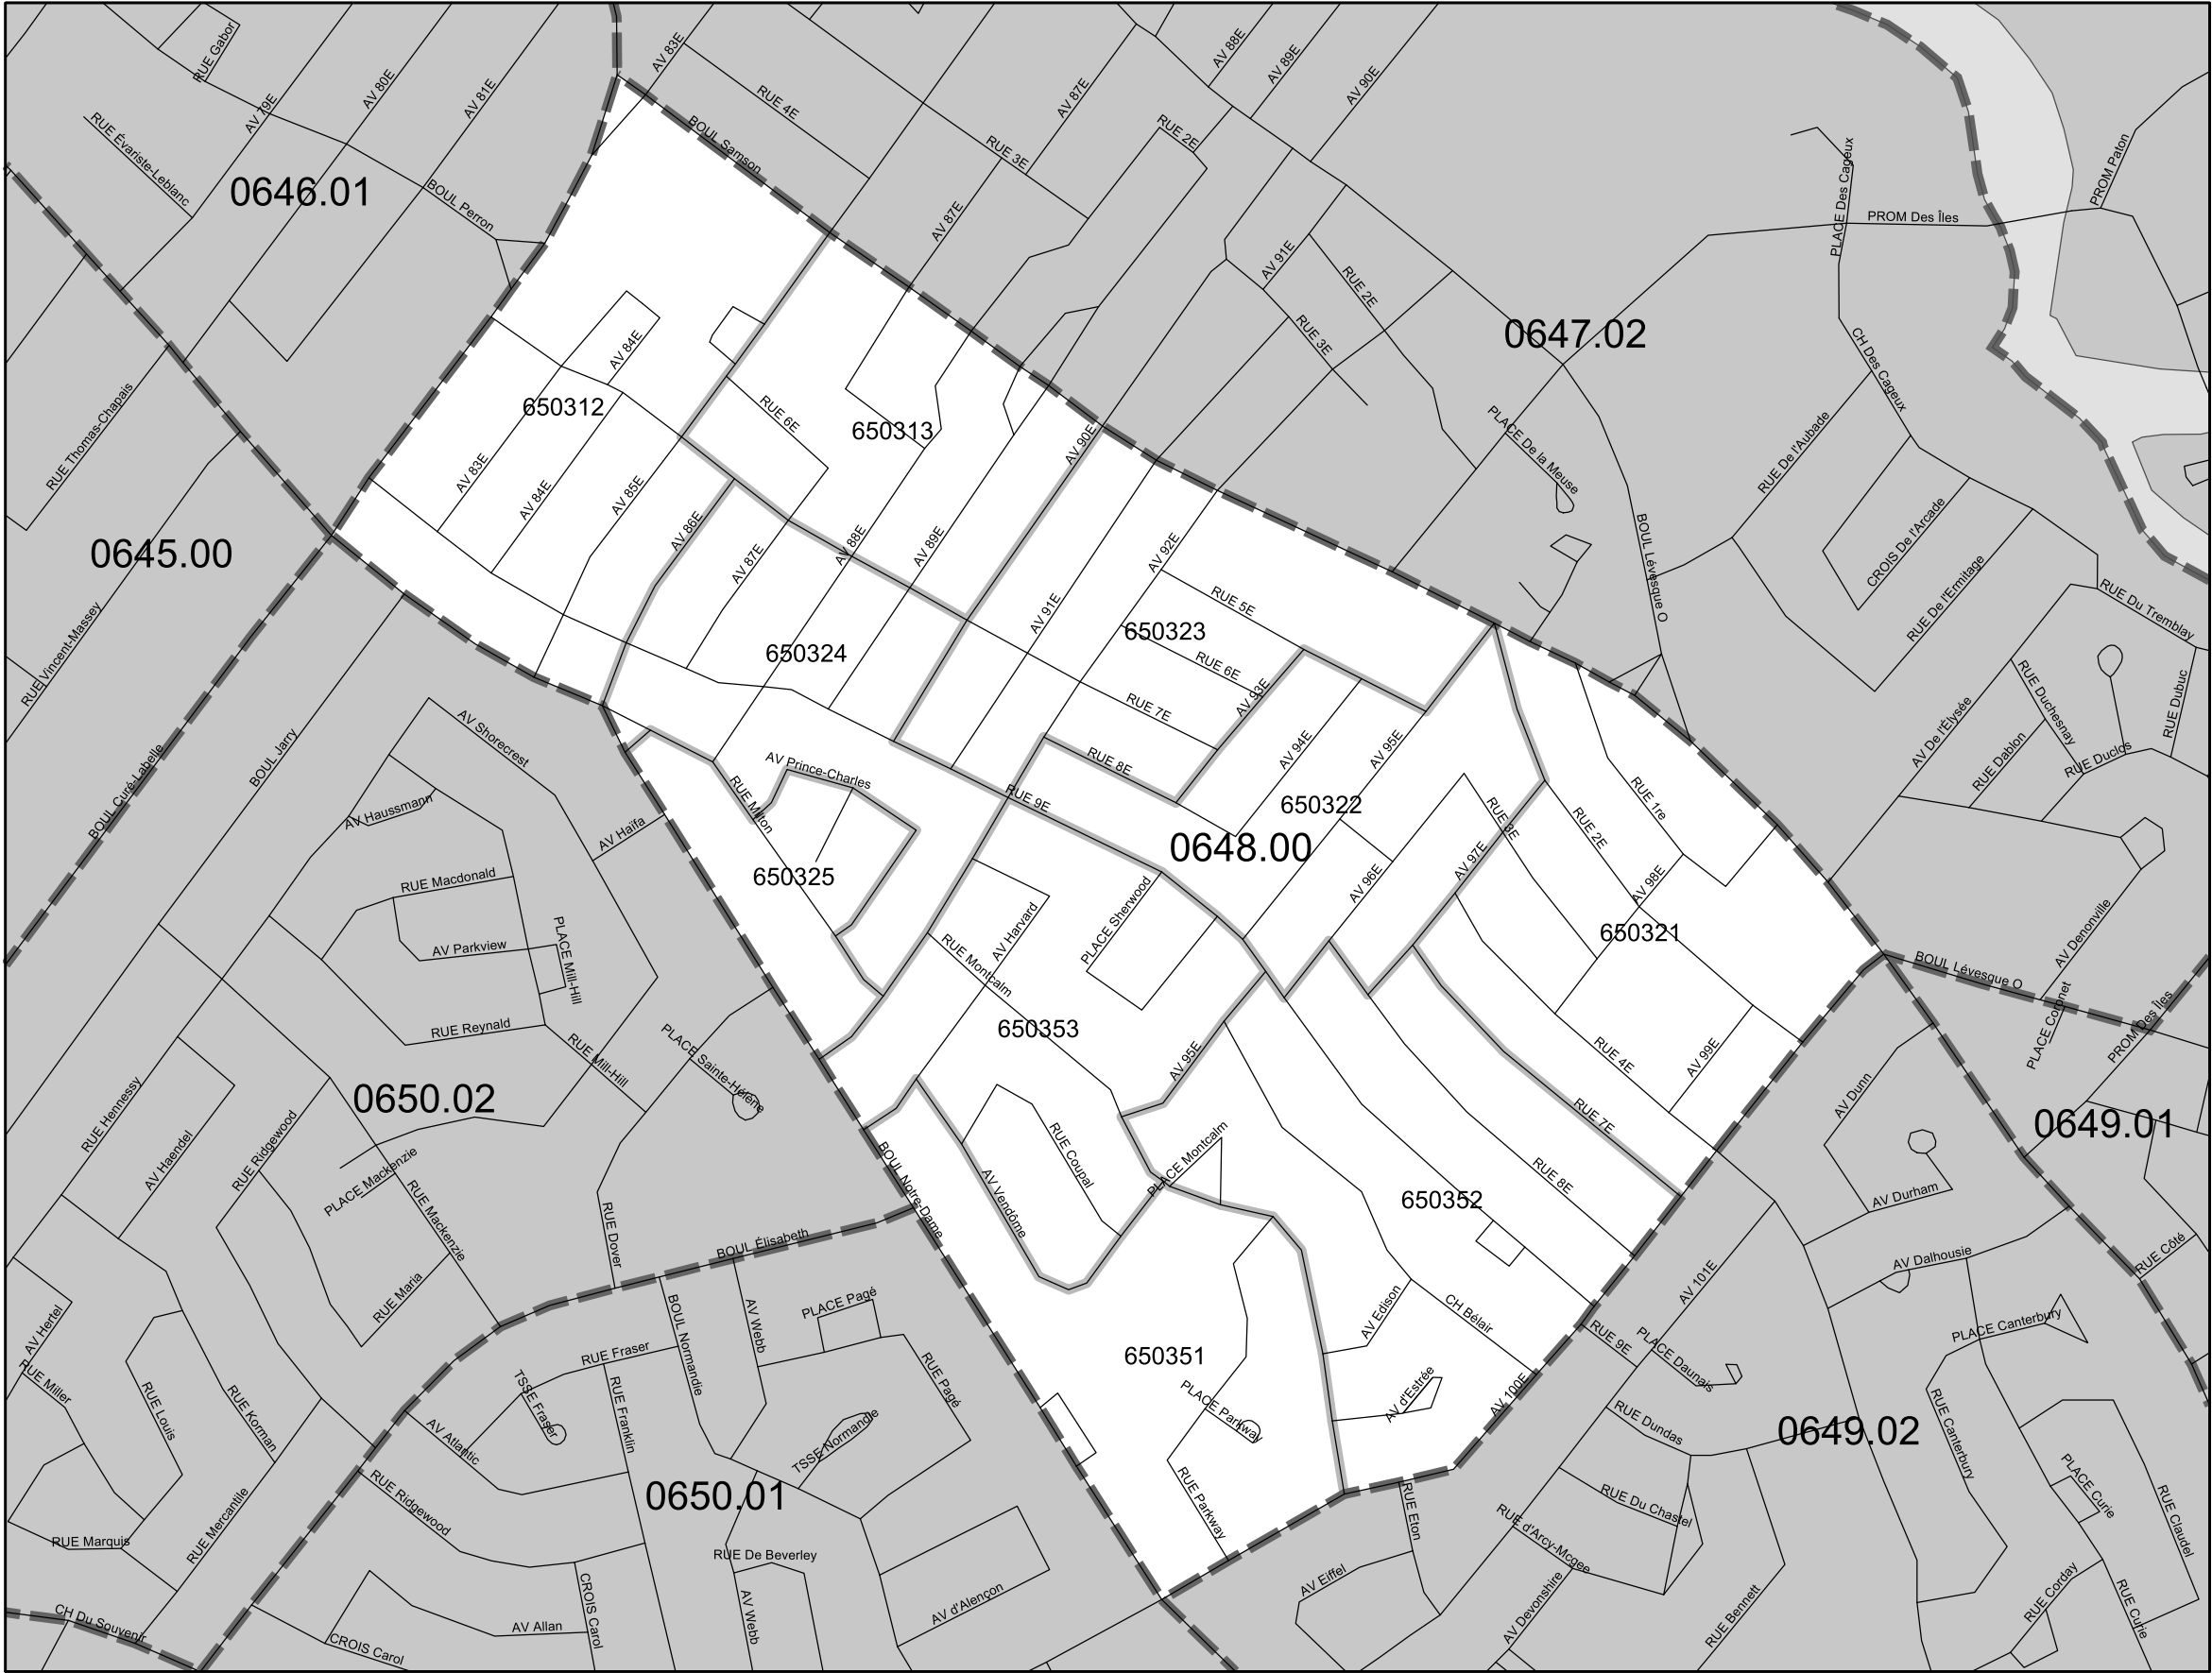 RUE Gabor
AV 79E
AV 80E
AV 81E
AV 83E
RUE 4E
BOUL Samson
RUE 3E
AV 87E
AV 88E
AV 89E
AV 90E
RUE 2E
RUE Évariste-Leblanc
0646.01
BOUL Perron
AV 87E
AV 91E
RUE 2E
RUE 3E
0647.02
PLACE Des Cageux
PROM Des Îles
PROM Paton
CH Des Cageux
RUE Thomas-Chapais
AV 84E
650312
RUE 6E
650313
AV 90E
PLACE De la Meuse
RUE De l'Aubade
AV 83E
AV 84E
AV 85E
AV 86E
AV 87E
AV 88E
AV 89E
AV 92E
BOUL Lévesque O
CROIS De l'Arcade
RUE De l'Ermitage
0645.00
RUE Vincent-Massey
AV 91E
RUE 5E
650323
RUE 6E
AV 93E
650324
RUE 7E
RUE Du Tremblay
RUE Duchesnay
RUE Dubuc
AV De l'Élysée
RUE Dablon
RUE Duclos
BOUL Curé-Labelle
BOUL Jarry
AV Shorecrest
AV Haussmann
AV Haïfa
AV Prince-Charles
RUE Milton
RUE 9E
RUE 8E
AV 94E
AV 95E
650322
0648.00
RUE 3E
RUE 2E
RUE 1re
AV 96E
AV 97E
AV 98E
650325
650321
RUE Macdonald
AV Parkview
PLACE Mill-Hill
RUE Reynald
RUE Mill-Hill
RUE Montcalm
AV Harvard
PLACE Sherwood
AV Denonville
BOUL Lévesque O
PLACE Coronet
PROM Des Îles
650353
PLACE Sainte-Hélène
0650.02
RUE Hennessy
AV Haendel
RUE Ridgewood
PLACE Mackenzie
RUE Mackenzie
RUE Maria
RUE Dover
AV 95E
RUE 4E
AV 99E
RUE 7E
RUE 8E
AV Dunn
0649.01
BOUL Notre-Dame
AV Vendôme
RUE Coupal
PLACE Montcalm
650352
AV Durham
BOUL Élisabeth
AV Dalhousie
RUE Côté
AV Hertel
RUE Miller
RUE Louis
RUE Korman
RUE Marquis
RUE Mercantile
RUE Fraser
TSSE Fraser
RUE Franklin
BOUL Normandie
AV Webb
PLACE Pagé
RUE Pagé
TSSE Normandie
AV Atlantic
RUE Ridgewood
0650.01
650351
AV Edison
CH Bélair
AV d'Estrée
PLACE Parkway
RUE Parkway
AV 100E
AV 101E
RUE 9E
PLACE Daunais
PLACE Canterbury
RUE Canterbury
0649.02
RUE Dundas
RUE Du Chastel
RUE d'Arcy-Mcgee
RUE Eton
AV Eiffel
AV Devonshire
RUE Bennett
PLACE Curie
RUE Claudel
RUE Corday
RUE Curie
CH Du Souvenir
CROIS Carol
AV Allan
CROIS Carol
RUE De Beverley
AV Webb
AV d'Alençon